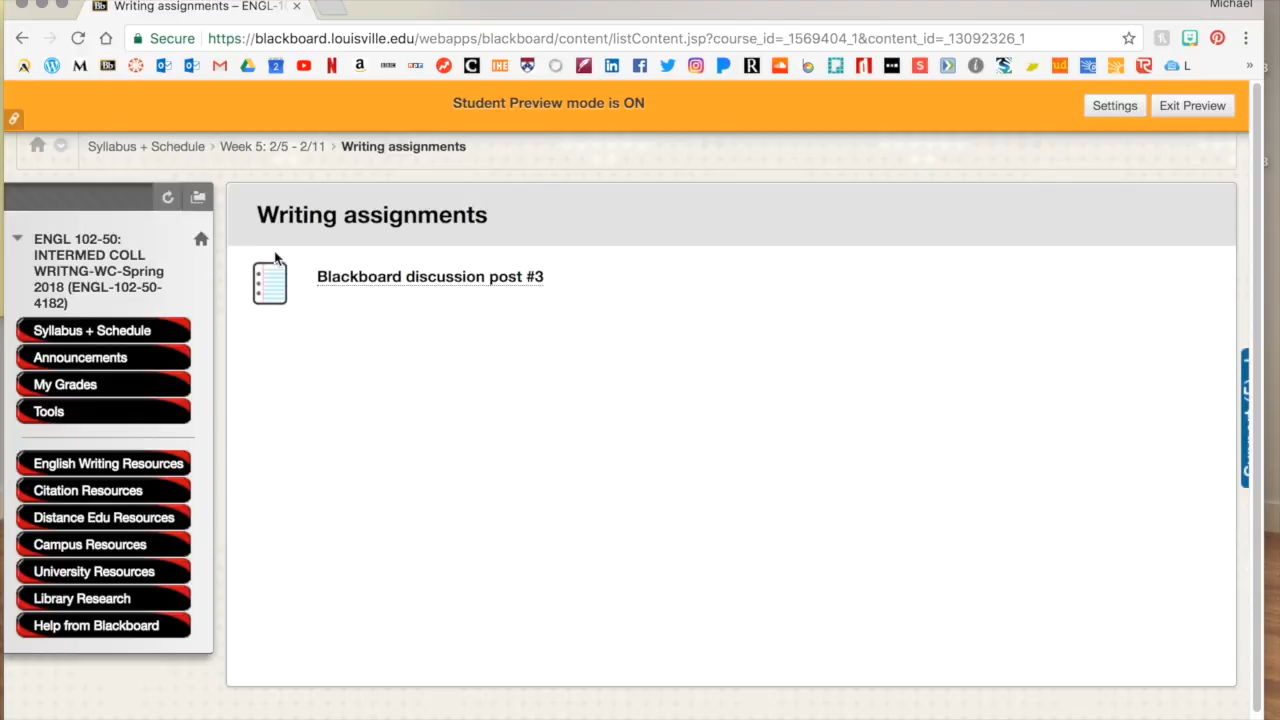 Writing assignments – ENGL-1
Michael
Secure
https://blackboard.louisville.edu/webapps/blackboard/content/listContent.jsp?course_id=_1569404_1&content_id=_13092326_1
L
Student Preview mode is ON
Settings
Exit Preview
Syllabus + Schedule > Week 5: 2/5 - 2/11 > Writing assignments
ENGL 102-50:
INTERMED COLL
WRITNG-WC-Spring
2018 (ENGL-102-50-
4182)
Syllabus + Schedule
Announcements
My Grades
Tools
English Writing Resources
Citation Resources
Distance Edu Resources
Campus Resources
University Resources
Library Research
Help from Blackboard
Writing assignments
Blackboard discussion post #3